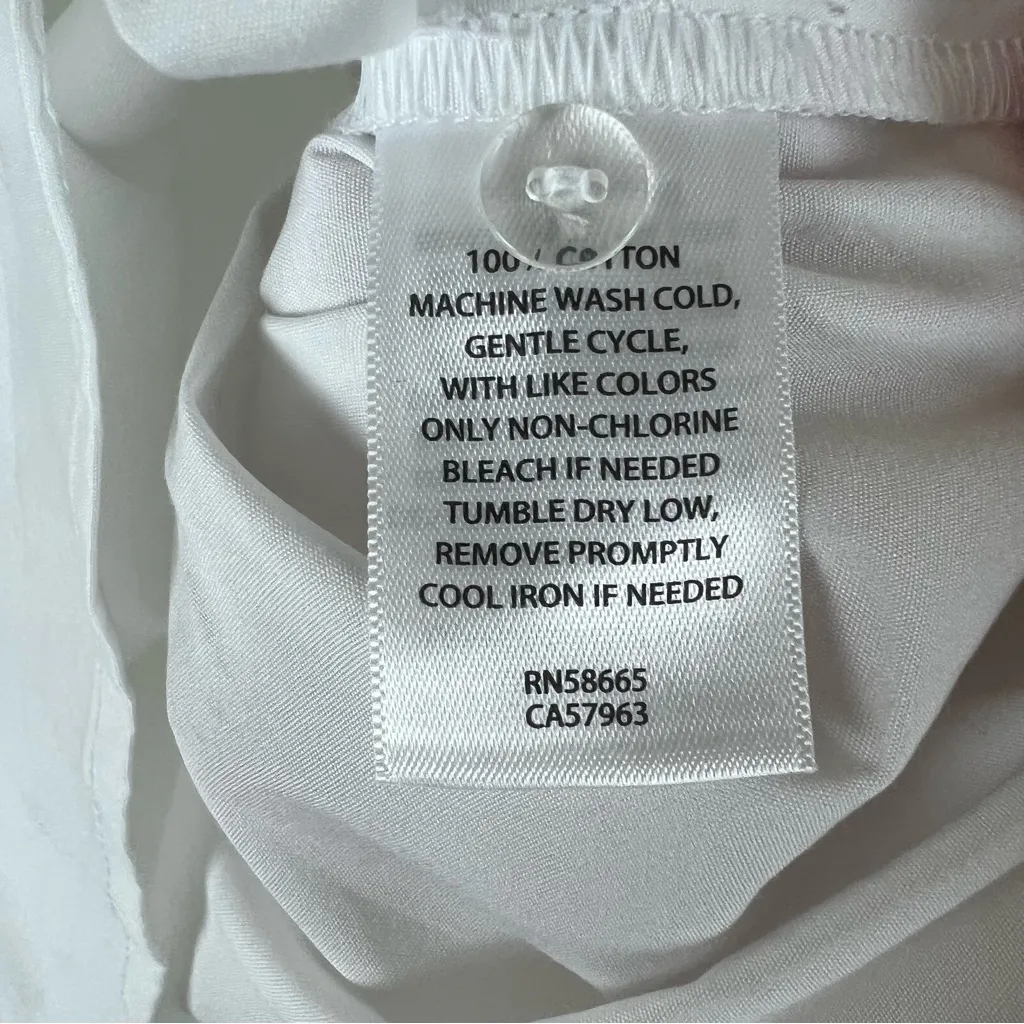 100% COTTON
MACHINE WASH COLD,
GENTLE CYCLE,
WITH LIKE COLORS
ONLY NON-CHLORINE
BLEACH IF NEEDED
TUMBLE DRY LOW,
REMOVE PROMPTLY
COOL IRON IF NEEDED
RN58665
CA57963